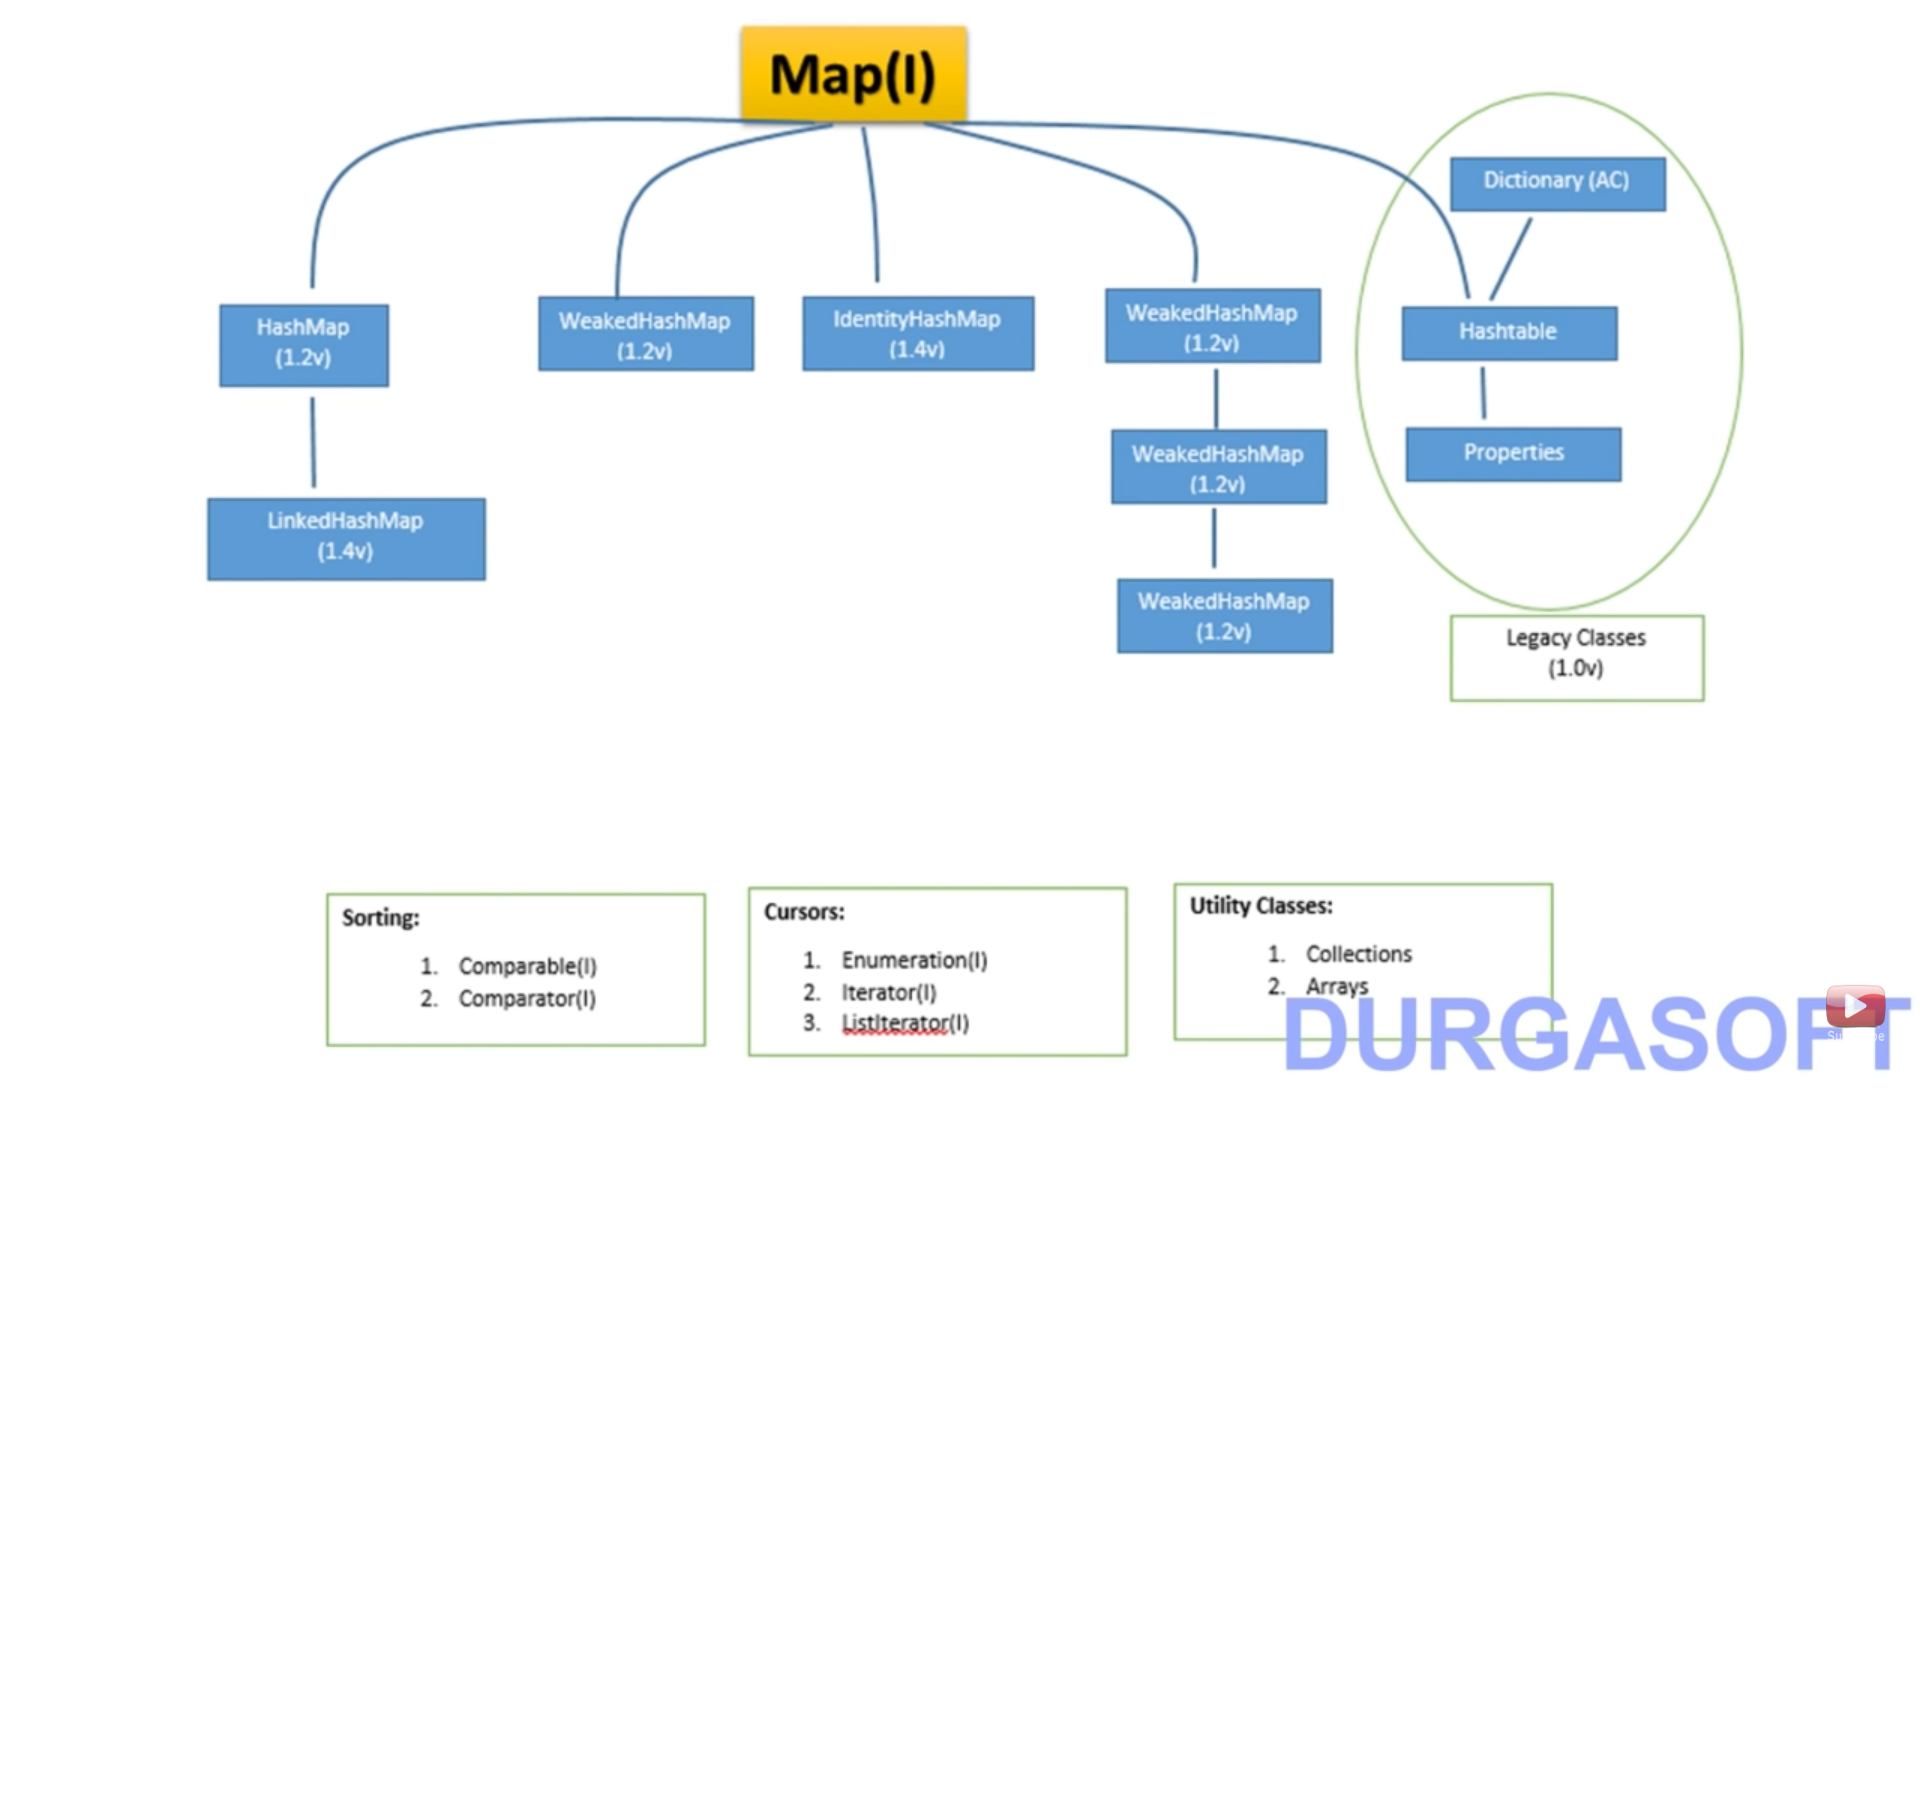 Map(I)
Dictionary (AC)
HashMap
(1.2v)
WeakedHashMap
(1.2v)
IdentityHashMap
(1.4v)
WeakedHashMap
(1.2v)
Hashtable
WeakedHashMap
(1.2v)
Properties
LinkedHashMap
(1.4v)
WeakedHashMap
(1.2v)
Legacy Classes
(1.0v)
Sorting:
1. Comparable(I)
2. Comparator(I)
Cursors:
1. Enumeration(I)
2. Iterator(I)
3. ListIterator(I)
Utility Classes:
1. Collections
2. Arrays
DURGASOFT